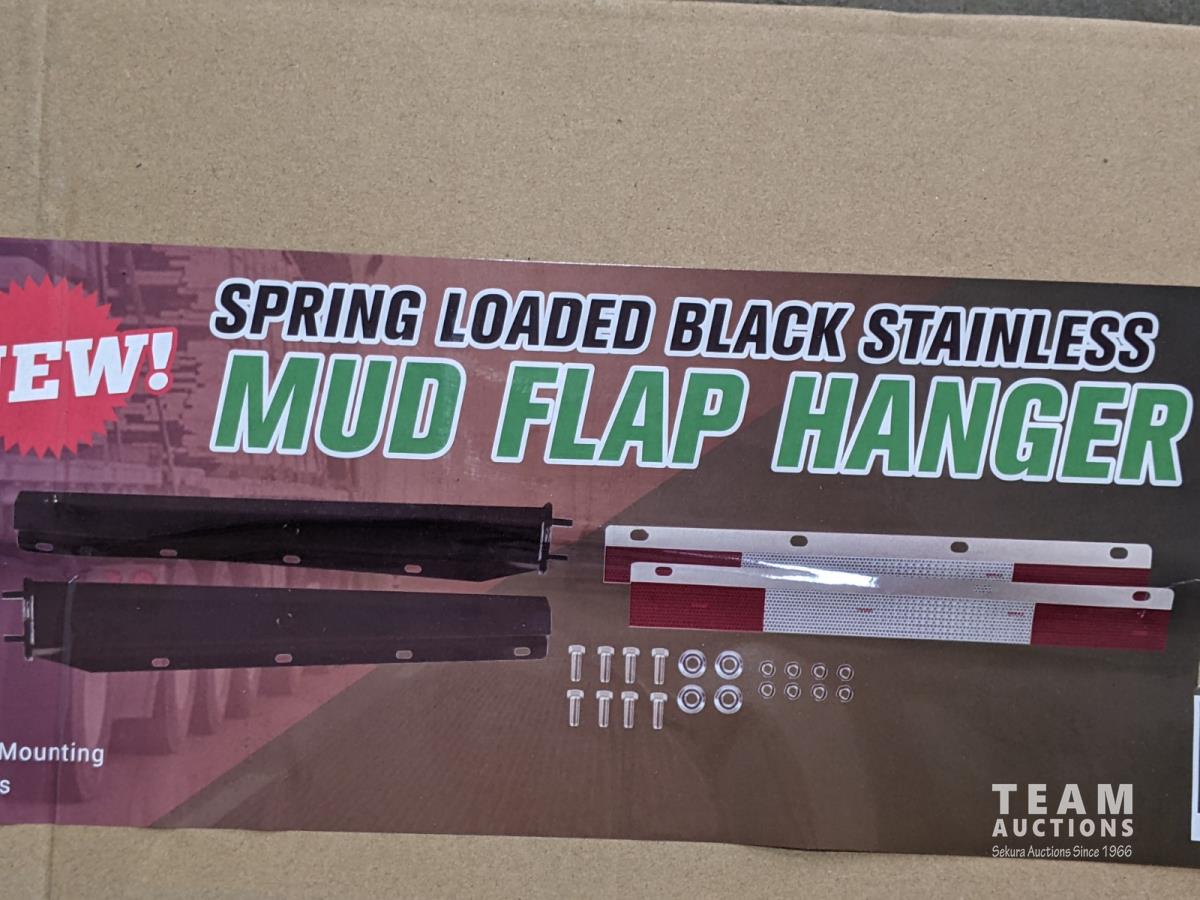 NEW!
SPRING LOADED BLACK STAINLESS
MUD FLAP HANGER
Mounting
s
TEAM
AUCTIONS
Sekura Auctions Since 1966